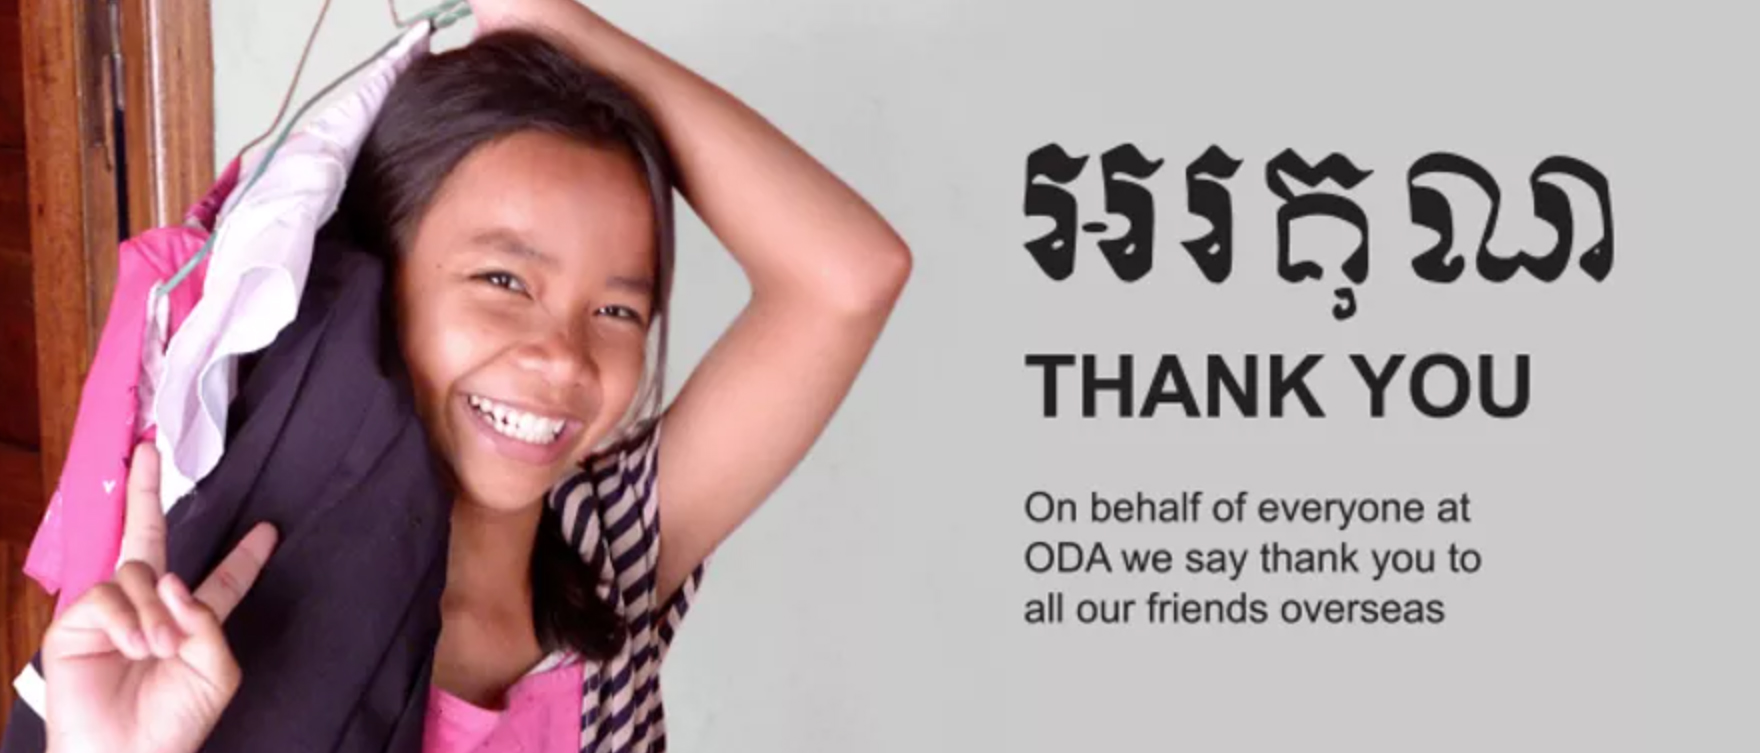 អរគុណ
THANK YOU
On behalf of everyone at
ODA we say thank you to
all our friends overseas